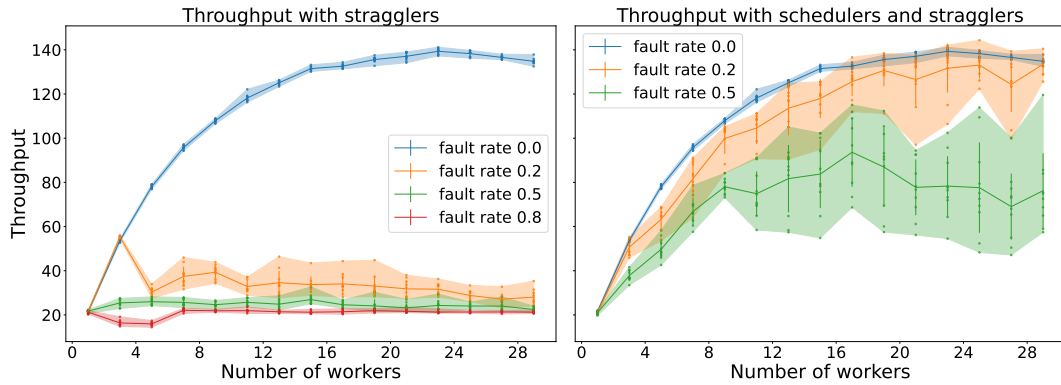 Throughput with stragglers
Throughput
140
120
100
80
60
40
20
fault rate 0.0
fault rate 0.2
fault rate 0.5
fault rate 0.8
0 4 8 12 16 20 24 28
Number of workers
Throughput with schedulers and stragglers
fault rate 0.0
fault rate 0.2
fault rate 0.5
0 4 8 12 16 20 24 28
Number of workers